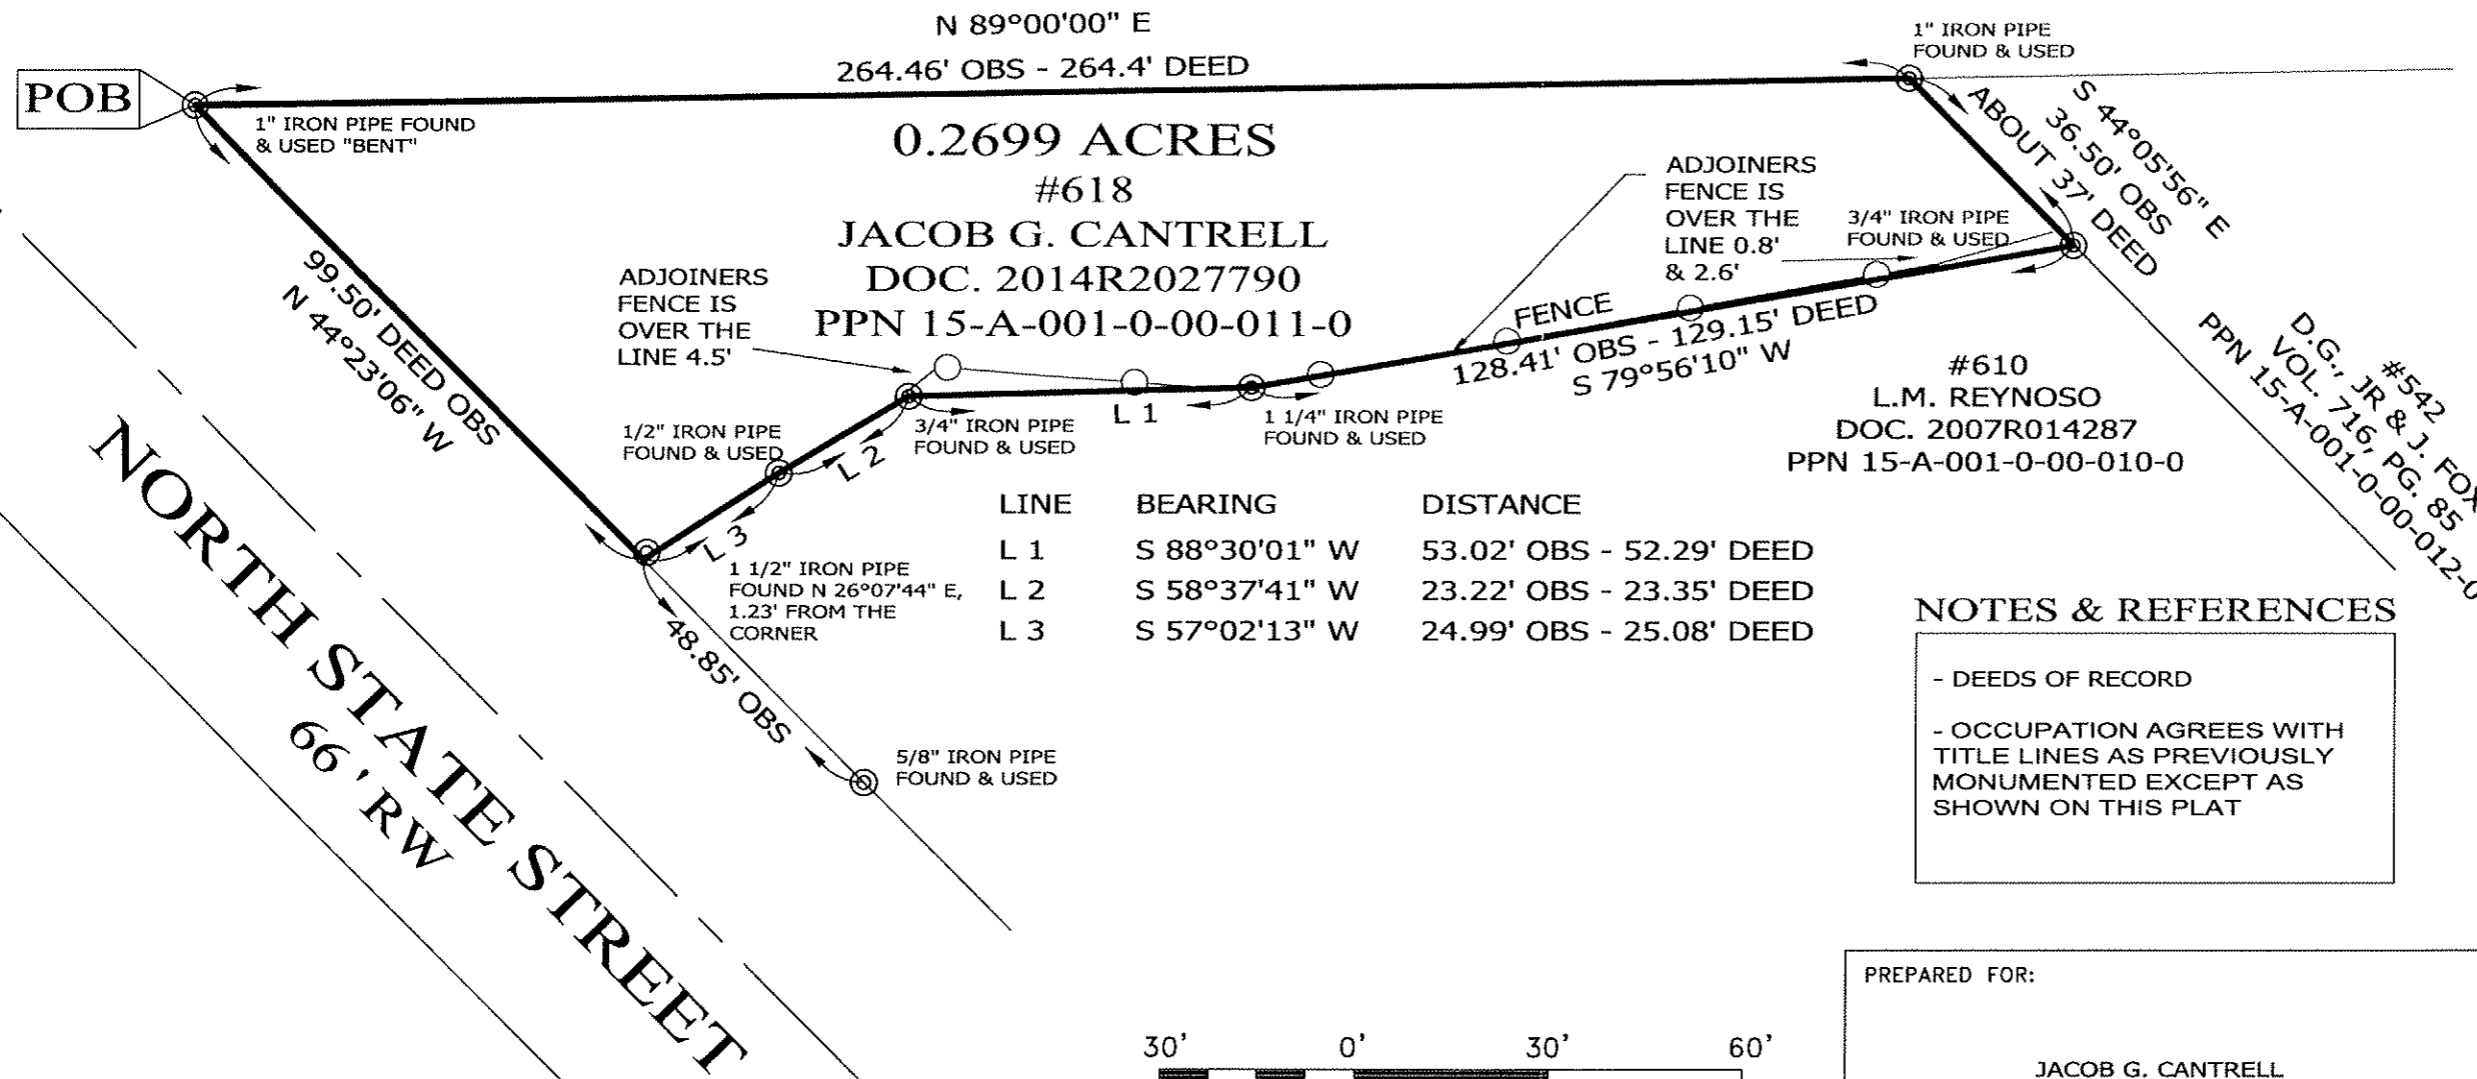 N 89°00'00" E
264.46' OBS - 264.4' DEED
POB
1" IRON PIPE FOUND
& USED "BENT"
1" IRON PIPE
FOUND & USED
S 44°05'56" E
36.50' OBS
ABOUT 37' DEED
0.2699 ACRES
#618
JACOB G. CANTRELL
DOC. 2014R2027790
PPN 15-A-001-0-00-011-0
ADJOINERS
FENCE IS
OVER THE
LINE 0.8'
& 2.6'
3/4" IRON PIPE
FOUND & USED
ADJOINERS
FENCE IS
OVER THE
LINE 4.5'
99.50' DEED OBS
N 44°23'06" W
FENCE
128.41' OBS - 129.15' DEED
S 79°56'10" W
#610
L.M. REYNOSO
DOC. 2007R014287
PPN 15-A-001-0-00-010-0
#542
D.G., JR & J. FOX
VOL. 716, PG. 85
PPN 15-A-001-0-00-012-0
1/2" IRON PIPE
FOUND & USED
L 2
3/4" IRON PIPE
FOUND & USED
L 1
1 1/4" IRON PIPE
FOUND & USED
L 3
1 1/2" IRON PIPE
FOUND N 26°07'44" E,
1.23' FROM THE
CORNER
48.85' OBS
5/8" IRON PIPE
FOUND & USED
LINE BEARING DISTANCE
L 1 S 88°30'01" W 53.02' OBS - 52.29' DEED
L 2 S 58°37'41" W 23.22' OBS - 23.35' DEED
L 3 S 57°02'13" W 24.99' OBS - 25.08' DEED
NORTH STATE STREET
66 ' RW
NOTES & REFERENCES
- DEEDS OF RECORD
- OCCUPATION AGREES WITH
TITLE LINES AS PREVIOUSLY
MONUMENTED EXCEPT AS
SHOWN ON THIS PLAT
30' 0' 30' 60'
PREPARED FOR:
JACOB G. CANTRELL